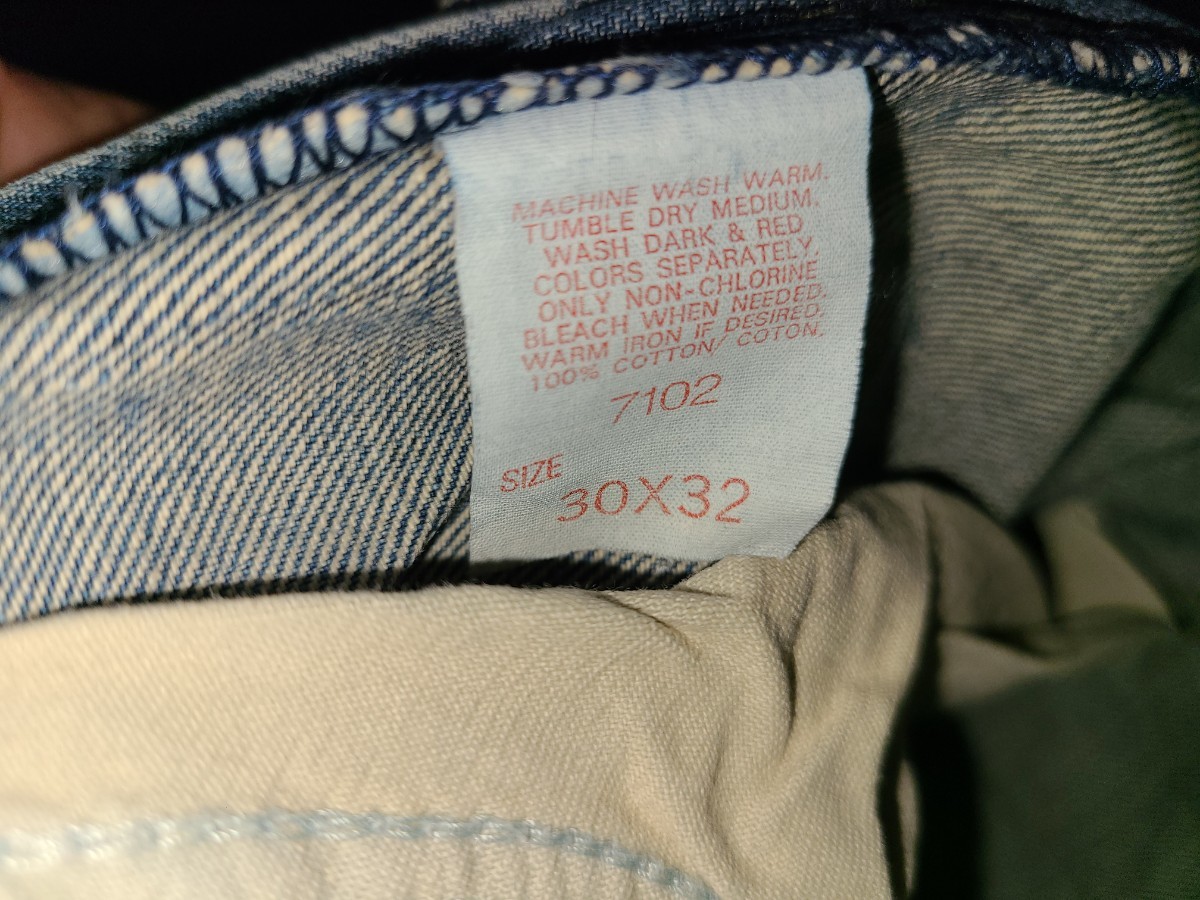 MACHINE WASH WARM.
TUMBLE DRY MEDIUM.
WASH DARK & RED
COLORS SEPARATELY,
ONLY NON-CHLORINE
BLEACH WHEN NEEDED.
WARM IRON IF DESIRED.
100% COTTON/COTON.
7102
SIZE
30X32